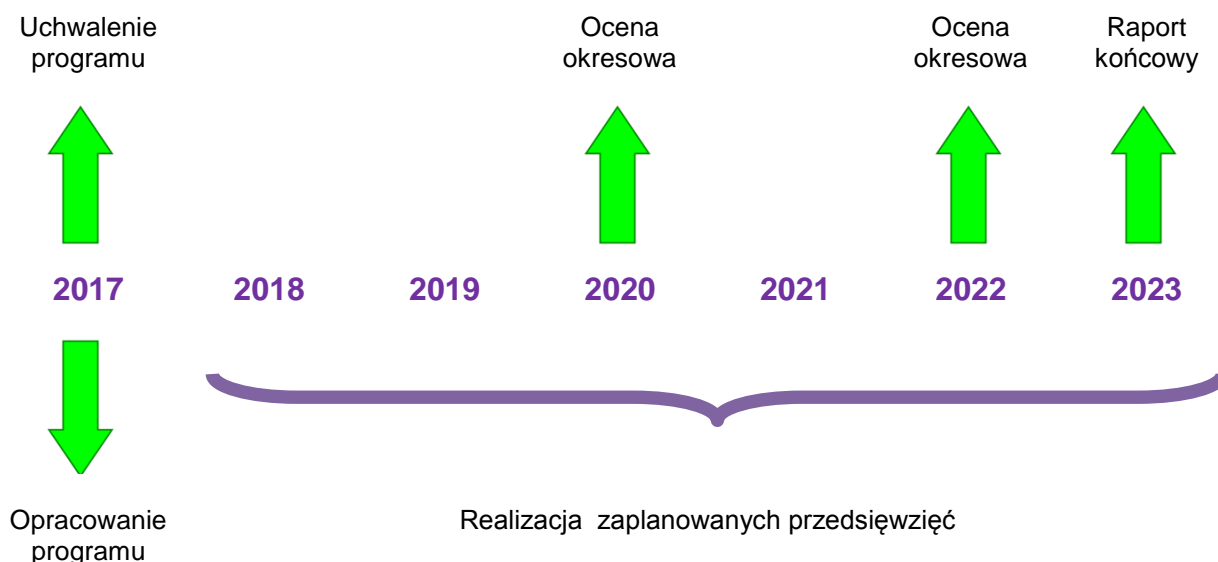 Uchwalenie
programu
Ocena
okresowa
Ocena
okresowa
Raport
końcowy
2017 2018 2019 2020 2021 2022 2023
Opracowanie
programu
Realizacja zaplanowanych przedsięwzięć